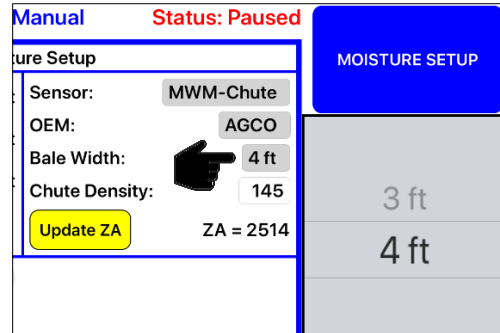 Manual Status: Paused
MOISTURE SETUP
ure Setup
Sensor: MWM-Chute
OEM: AGCO
Bale Width: 4 ft
Chute Density: 145
Update ZA ZA = 2514
3 ft
4 ft